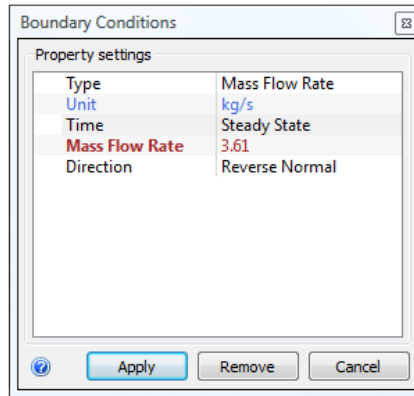 Boundary Conditions
Property settings
Type Mass Flow Rate
Unit kg/s
Time Steady State
Mass Flow Rate 3.61
Direction Reverse Normal
Apply Remove Cancel